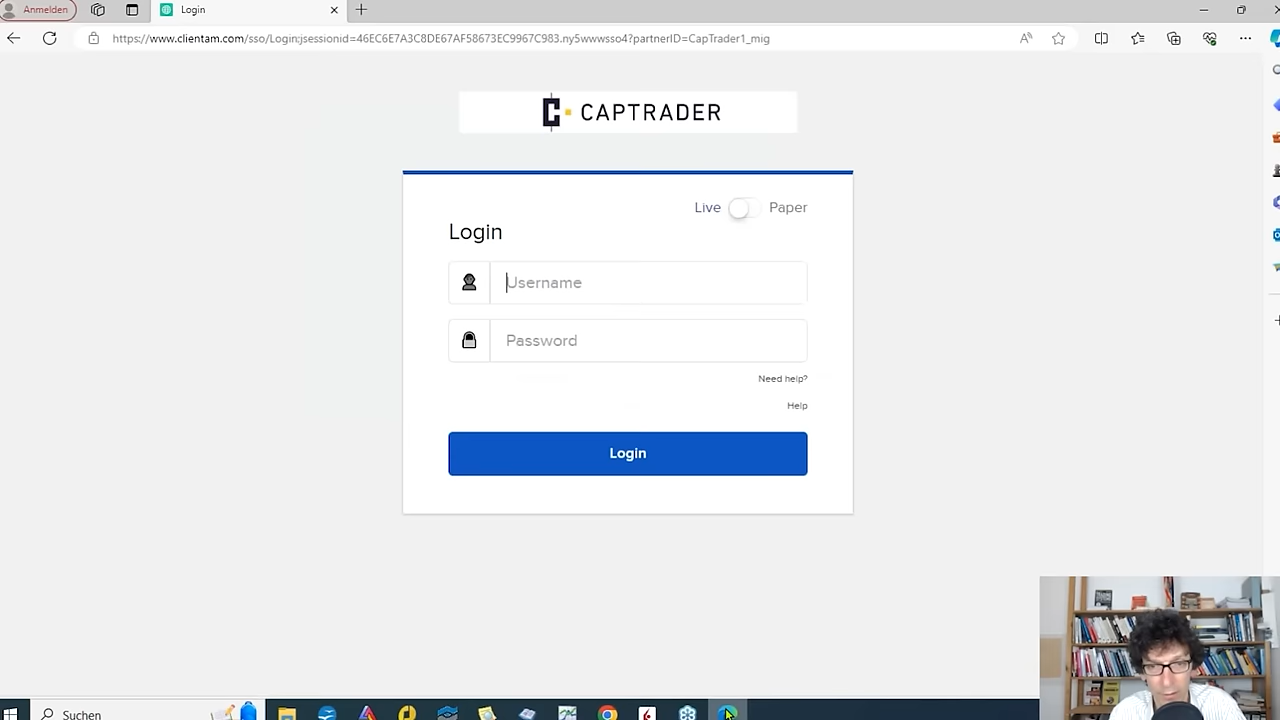 Anmelden
Login
https://www.clientam.com/sso/Login;jsessionid=46EC6E7A3C8DE67AF58673EC9967C983.ny5wwwsso4?partnerID=CapTrader1_mig
CAPTRADER
Live Paper
Login
Username
Password
Need help?
Help
Login
Suchen